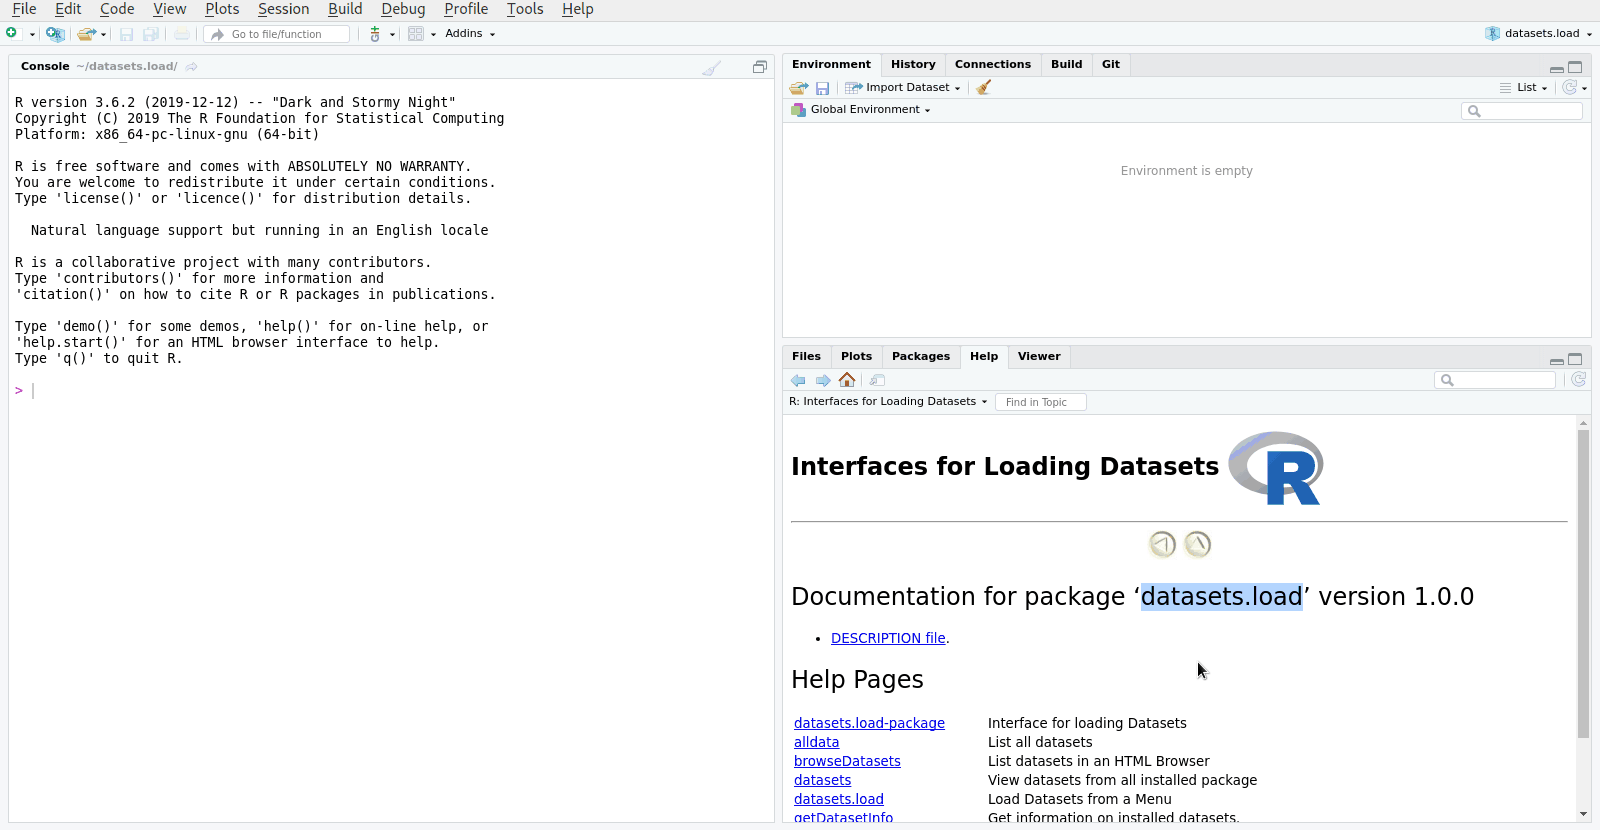 File Edit Code View Plots Session Build Debug Profile Tools Help
Go to file/function Addins datasets.load
Console ~/datasets.load/
R version 3.6.2 (2019-12-12) -- "Dark and Stormy Night"
Copyright (C) 2019 The R Foundation for Statistical Computing
Platform: x86_64-pc-linux-gnu (64-bit)
R is free software and comes with ABSOLUTELY NO WARRANTY.
You are welcome to redistribute it under certain conditions.
Type 'license()' or 'licence()' for distribution details.
Natural language support but running in an English locale
R is a collaborative project with many contributors.
Type 'contributors()' for more information and
'citation()' on how to cite R or R packages in publications.
Type 'demo()' for some demos, 'help()' for on-line help, or
'help.start()' for an HTML browser interface to help.
Type 'q()' to quit R.
>
Environment History Connections Build Git
Import Dataset List
Global Environment
Environment is empty
Files Plots Packages Help Viewer
R: Interfaces for Loading Datasets Find in Topic
Interfaces for Loading Datasets R
Documentation for package ‘datasets.load’ version 1.0.0
• DESCRIPTION file.
Help Pages
datasets.load-package Interface for loading Datasets
alldata List all datasets
browseDatasets List datasets in an HTML Browser
datasets View datasets from all installed package
datasets.load Load Datasets from a Menu
getDatasetInfo Get information on installed datasets.